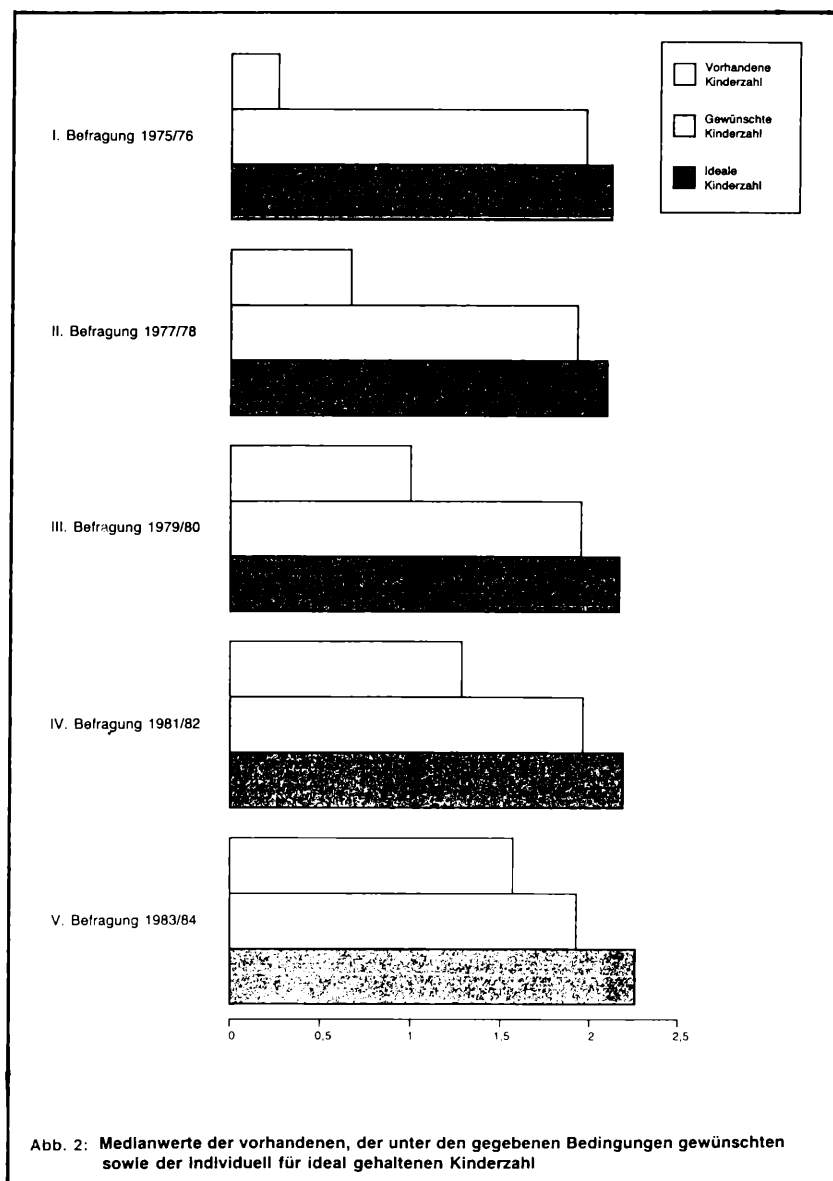 Vorhandene
Kinderzahl
Gewünschte
Kinderzahl
Ideale
Kinderzahl
I. Befragung 1975/76
II. Befragung 1977/78
III. Befragung 1979/80
IV. Befragung 1981/82
V. Befragung 1983/84
0 0,5 1 1,5 2 2,5
Abb. 2: Medianwerte der vorhandenen, der unter den gegebenen Bedingungen gewünschten
sowie der individuell für ideal gehaltenen Kinderzahl